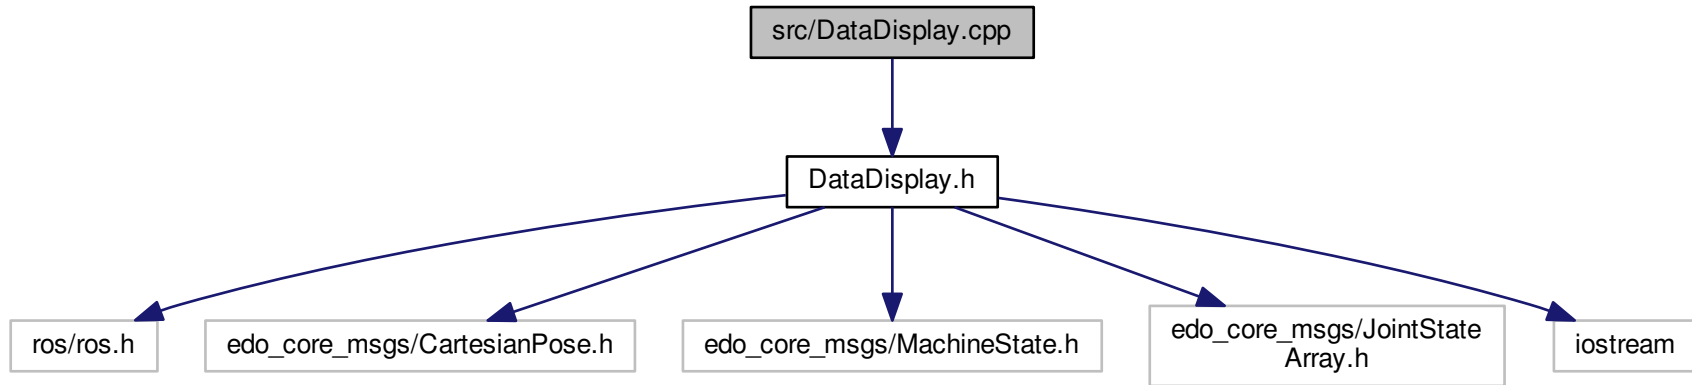 src/DataDisplay.cpp
DataDisplay.h
ros/ros.h
edo_core_msgs/CartesianPose.h
edo_core_msgs/MachineState.h
edo_core_msgs/JointState
Array.h
iostream